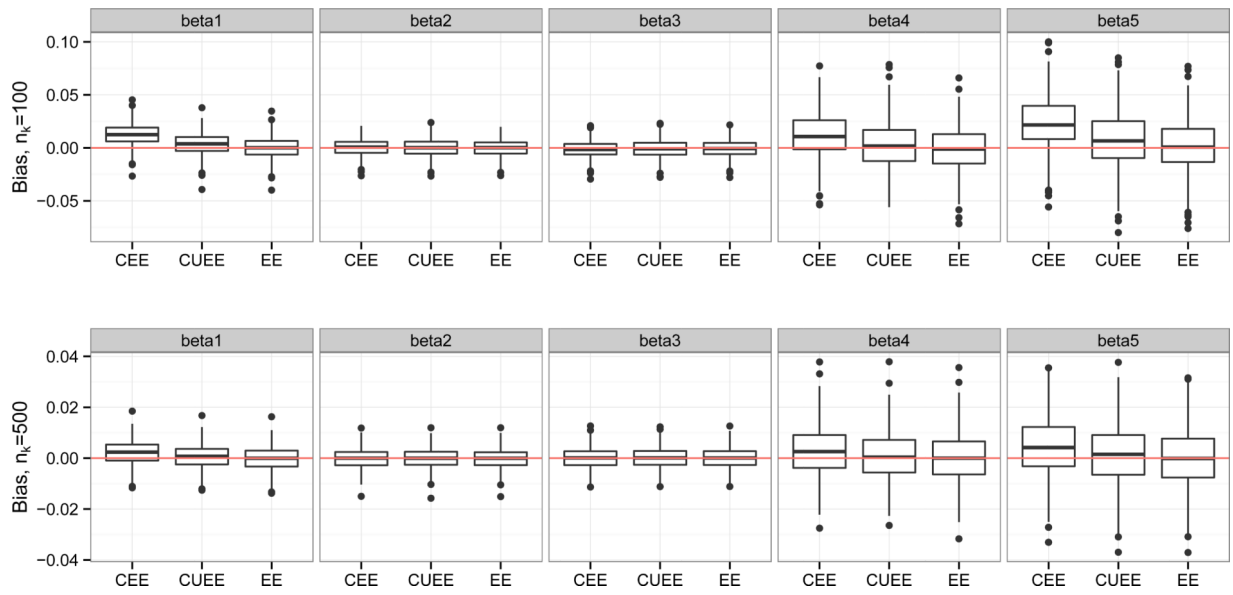 beta1 beta2 beta3 beta4 beta5
0.10
0.05
0.00
−0.05
Bias, nk=100
CEE CUEE EE CEE CUEE EE CEE CUEE EE CEE CUEE EE CEE CUEE EE
beta1 beta2 beta3 beta4 beta5
0.04
0.02
0.00
−0.02
−0.04
Bias, nk=500
CEE CUEE EE CEE CUEE EE CEE CUEE EE CEE CUEE EE CEE CUEE EE